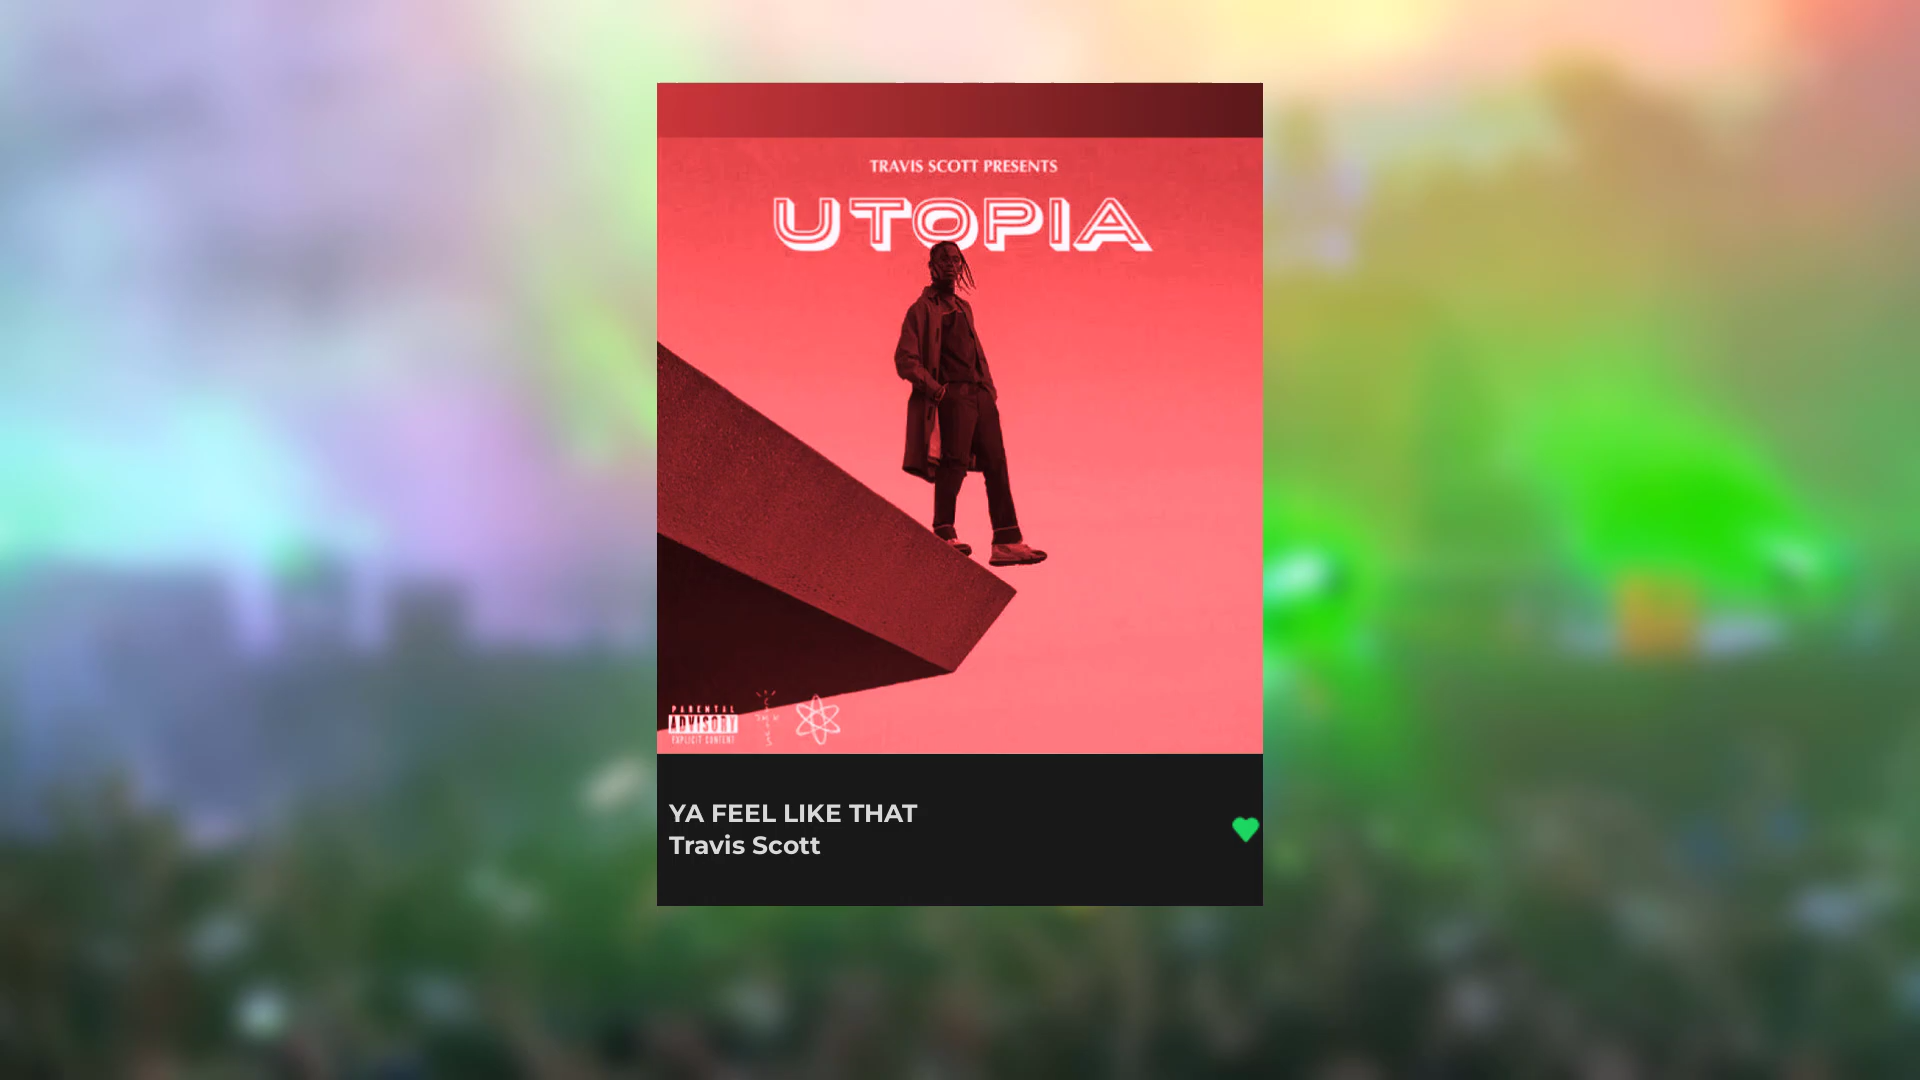 TRAVIS SCOTT PRESENTS
UTOPIA
PARENTAL
ADVISORY
EXPLICIT CONTENT
YA FEEL LIKE THAT
Travis Scott